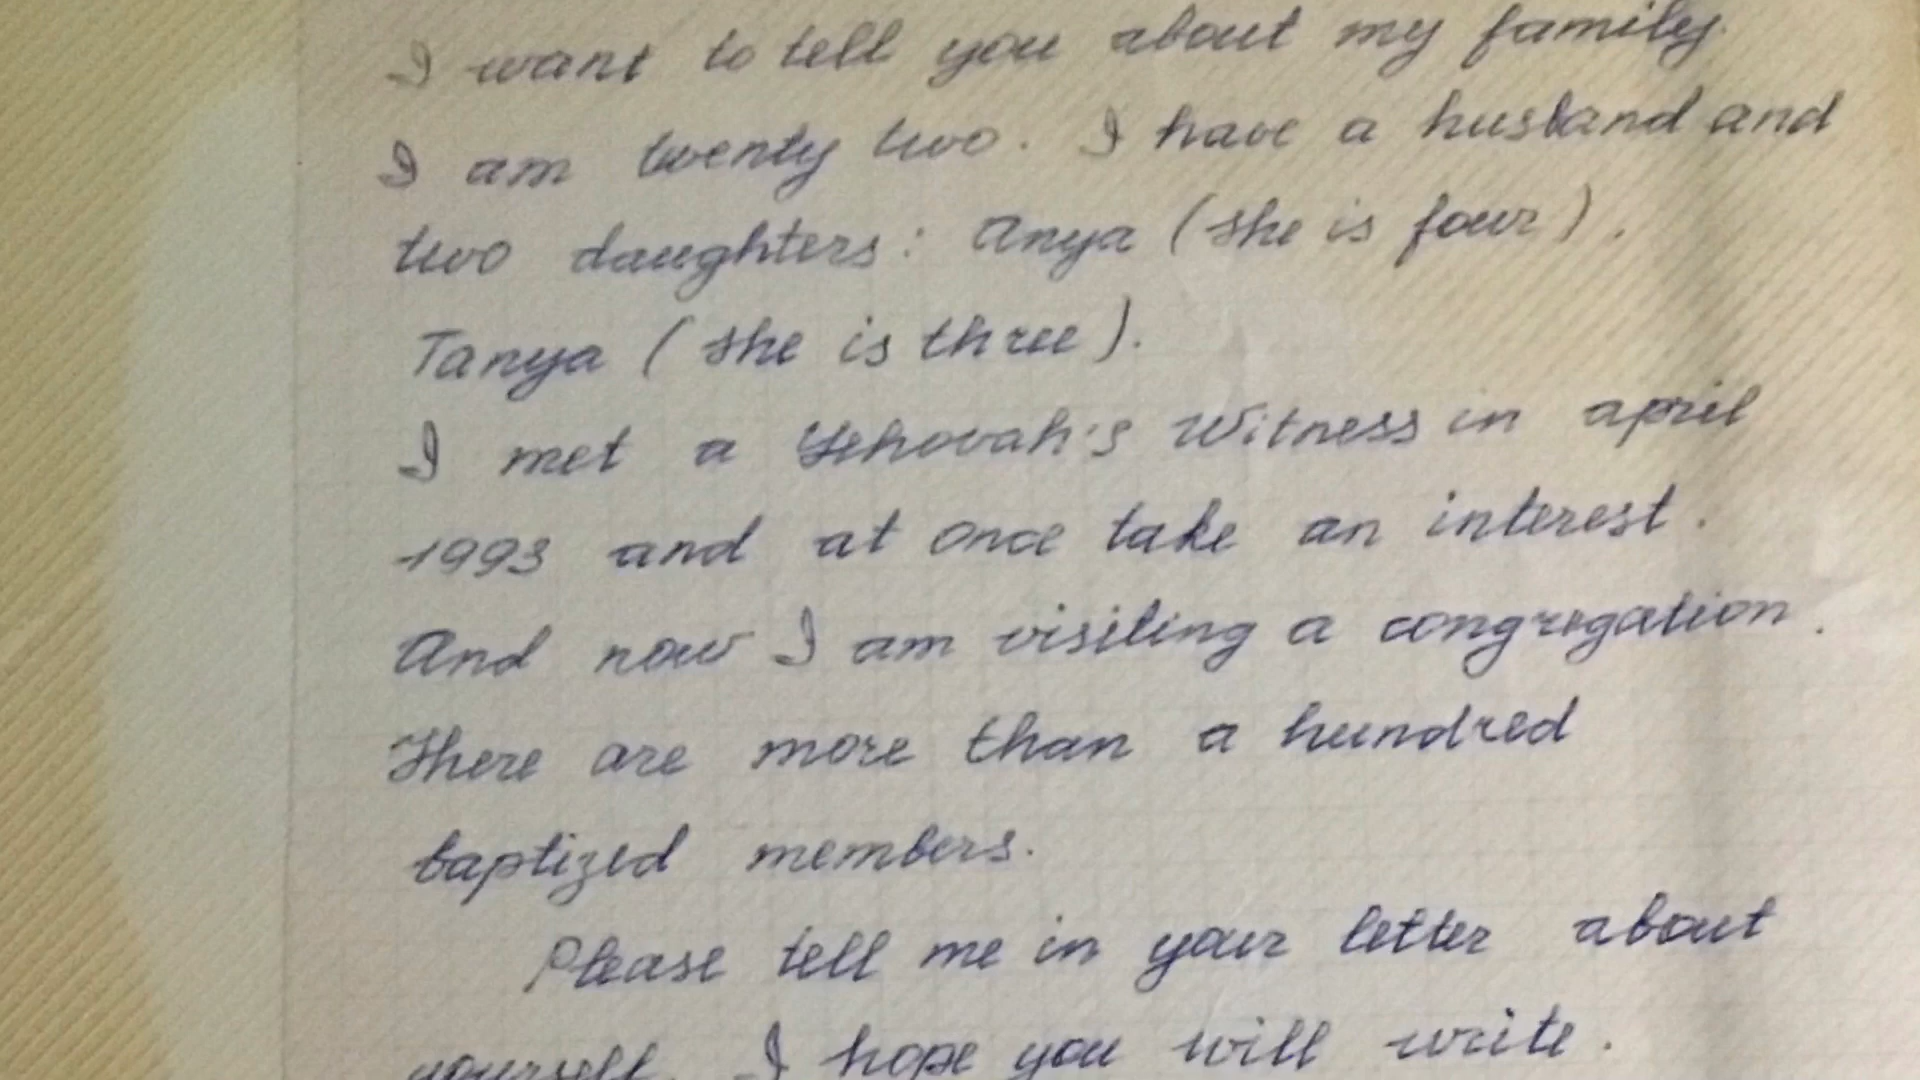 I want to tell you about my family.
I am twenty two. I have a husband and
two daughters: Anya (she is four).
Tanya (she is three).
I met a Yehovah's Witness in april
1993 and at once take an interest.
And now I am visiting a congregation.
There are more than a hundred
baptized members.
Please tell me in your letter about
yourself. I hope you will write.